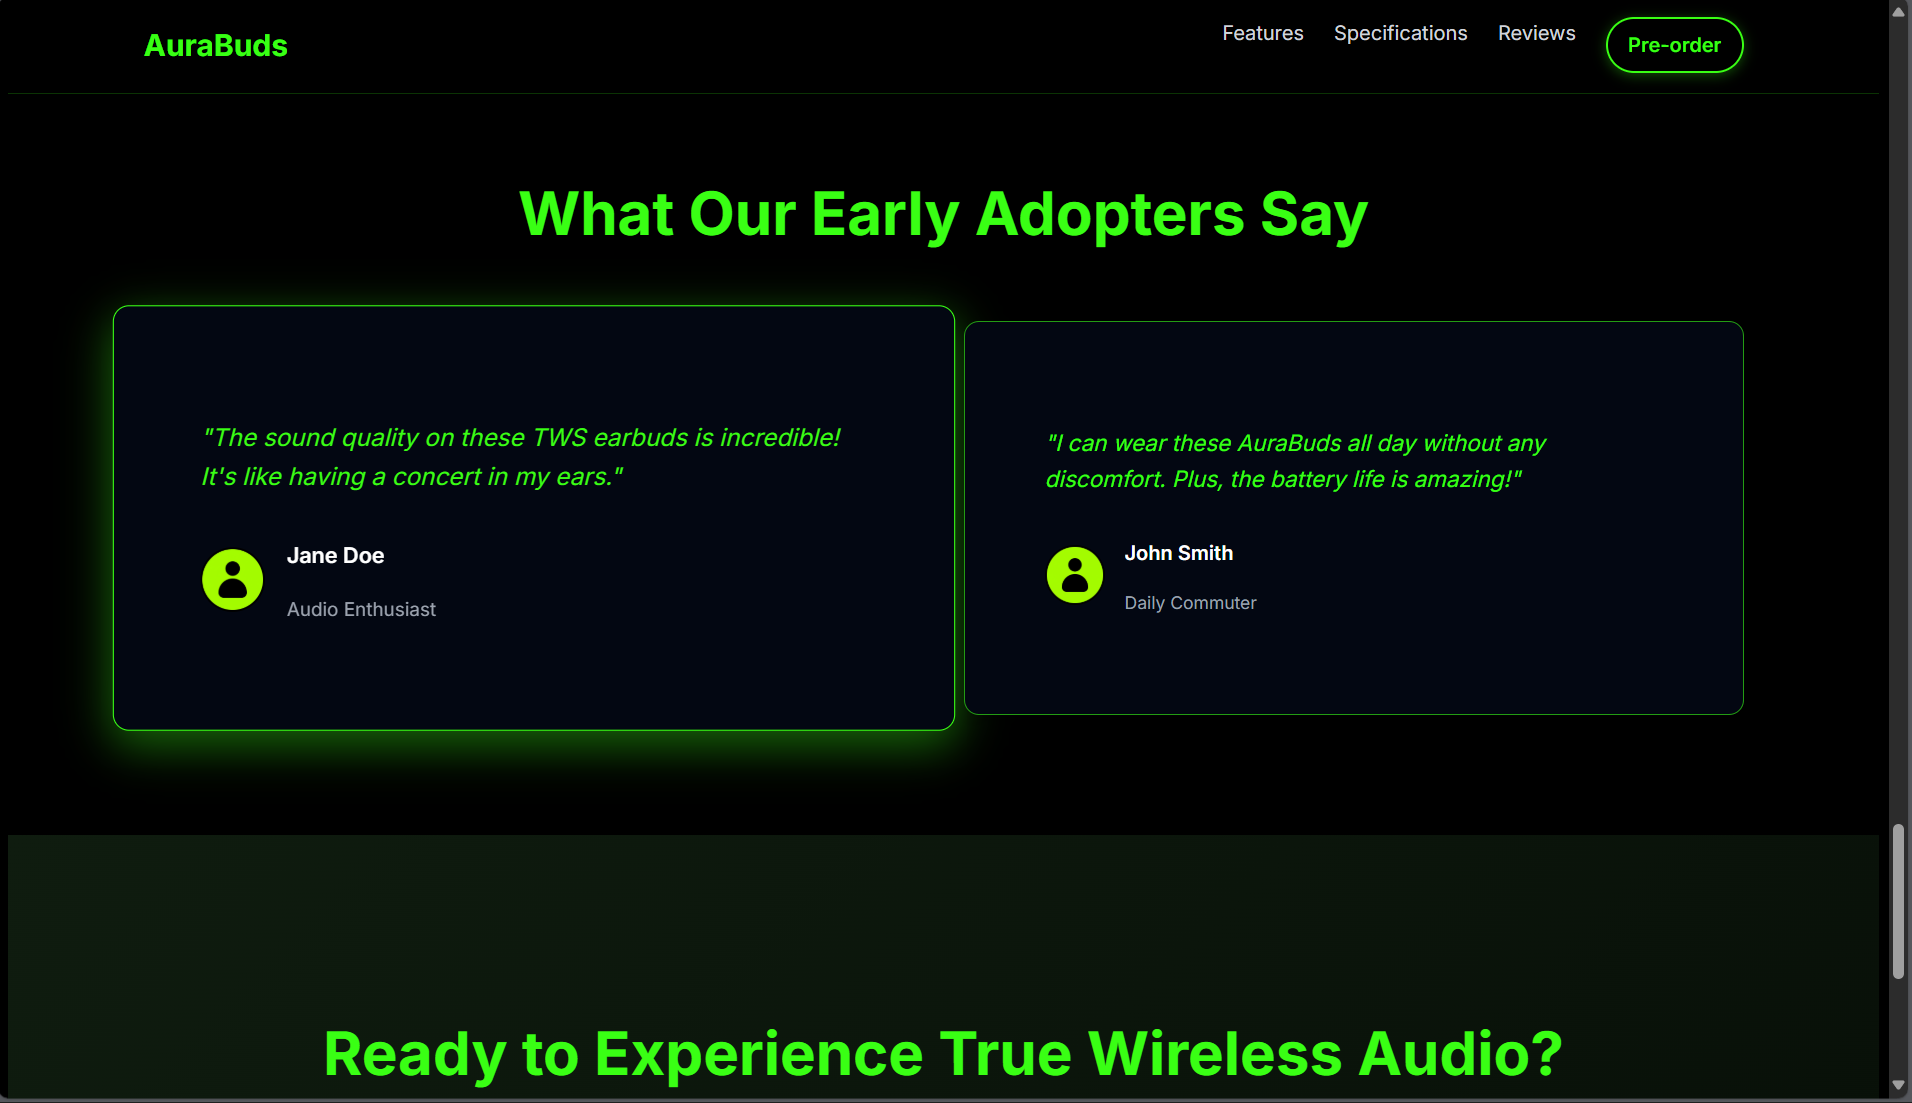 AuraBuds
Features
Specifications
Reviews
Pre-order
What Our Early Adopters Say
"The sound quality on these TWS earbuds is incredible!
It's like having a concert in my ears."
Jane Doe
Audio Enthusiast
"I can wear these AuraBuds all day without any
discomfort. Plus, the battery life is amazing!"
John Smith
Daily Commuter
Ready to Experience True Wireless Audio?